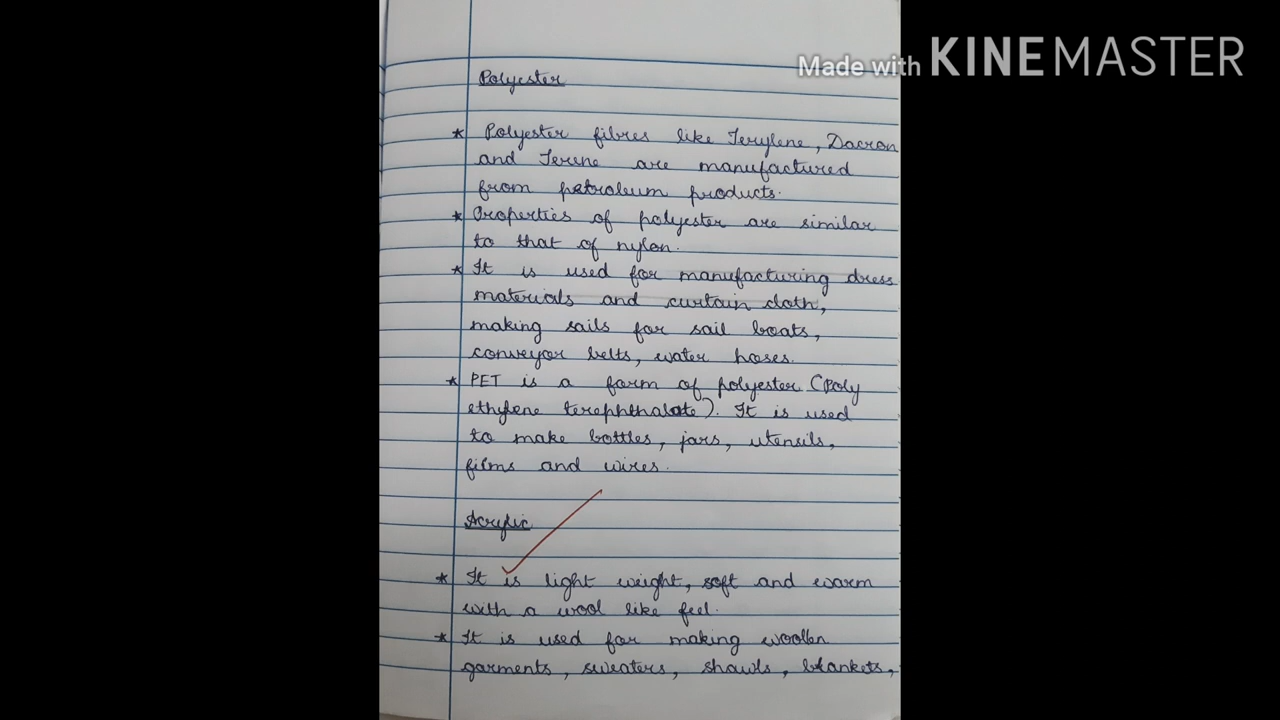 Made with KINEMASTER
Polyester
* Polyester fibres like Terylene, Dacron
and Terene are manufactured
from petroleum products.
* Properties of polyester are similar
to that of nylon.
* It is used for manufacturing dress
materials and curtain cloth,
making sails for sail boats,
conveyor belts, water hoses.
* PET is a form of polyester (Poly
ethylene terephthalate). It is used
to make bottles, jars, utensils,
films and wires.
Acrylic
* It is light weight, soft and warm
with a wool like feel.
* It is used for making woollen
garments, sweaters, shawls, blankets,